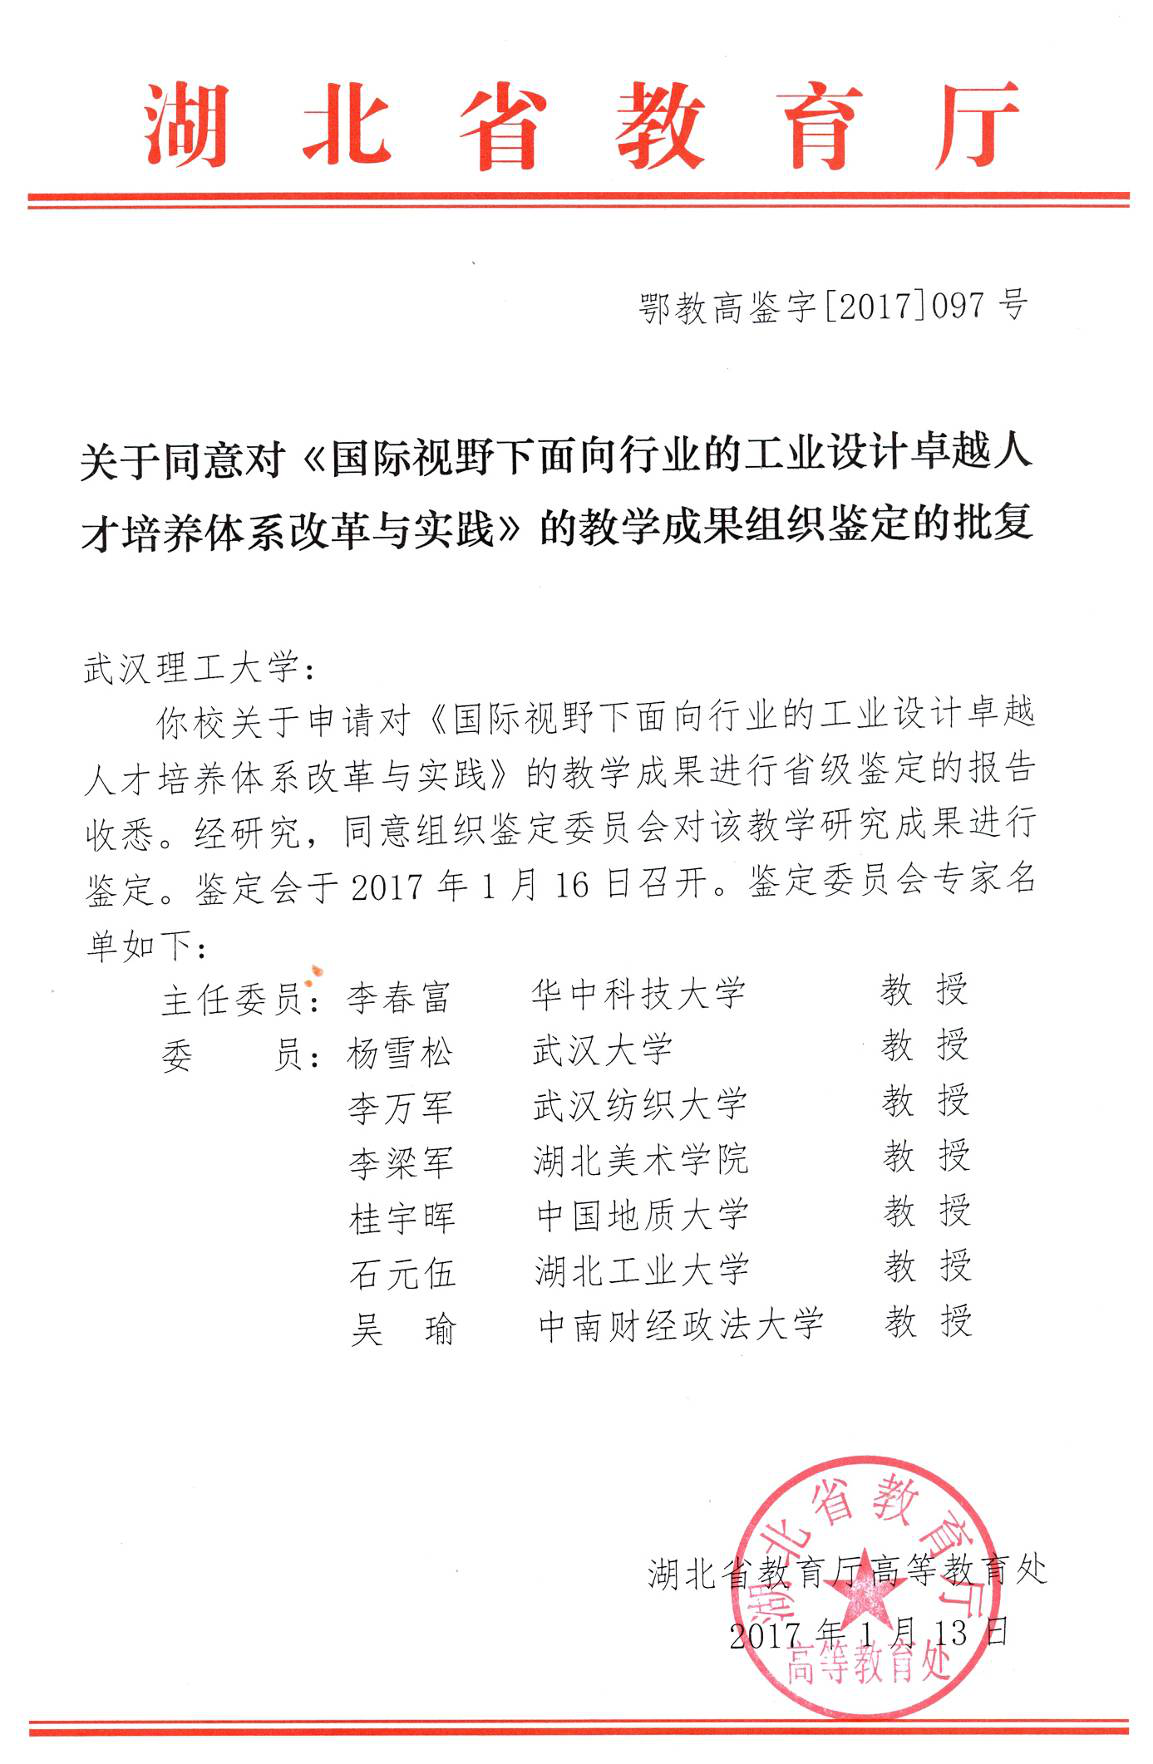 湖北省教育厅
鄂教高鉴字[2017]097号
关于同意对《国际视野下面向行业的工业设计卓越人
才培养体系改革与实践》的教学成果组织鉴定的批复
武汉理工大学：
你校关于申请对《国际视野下面向行业的工业设计卓越
人才培养体系改革与实践》的教学成果进行省级鉴定的报告
收悉。经研究，同意组织鉴定委员会对该教学研究成果进行
鉴定。鉴定会于2017年1月16日召开。鉴定委员会专家名
单如下：
主任委员：李春富 华中科技大学 教 授
委 员：杨雪松 武汉大学 教 授
李万军 武汉纺织大学 教 授
李梁军 湖北美术学院 教 授
桂宇晖 中国地质大学 教 授
石元伍 湖北工业大学 教 授
吴 瑜 中南财经政法大学 教 授
湖北省教育厅高等教育处
2017年1月13日
湖北省教育厅
高等教育处